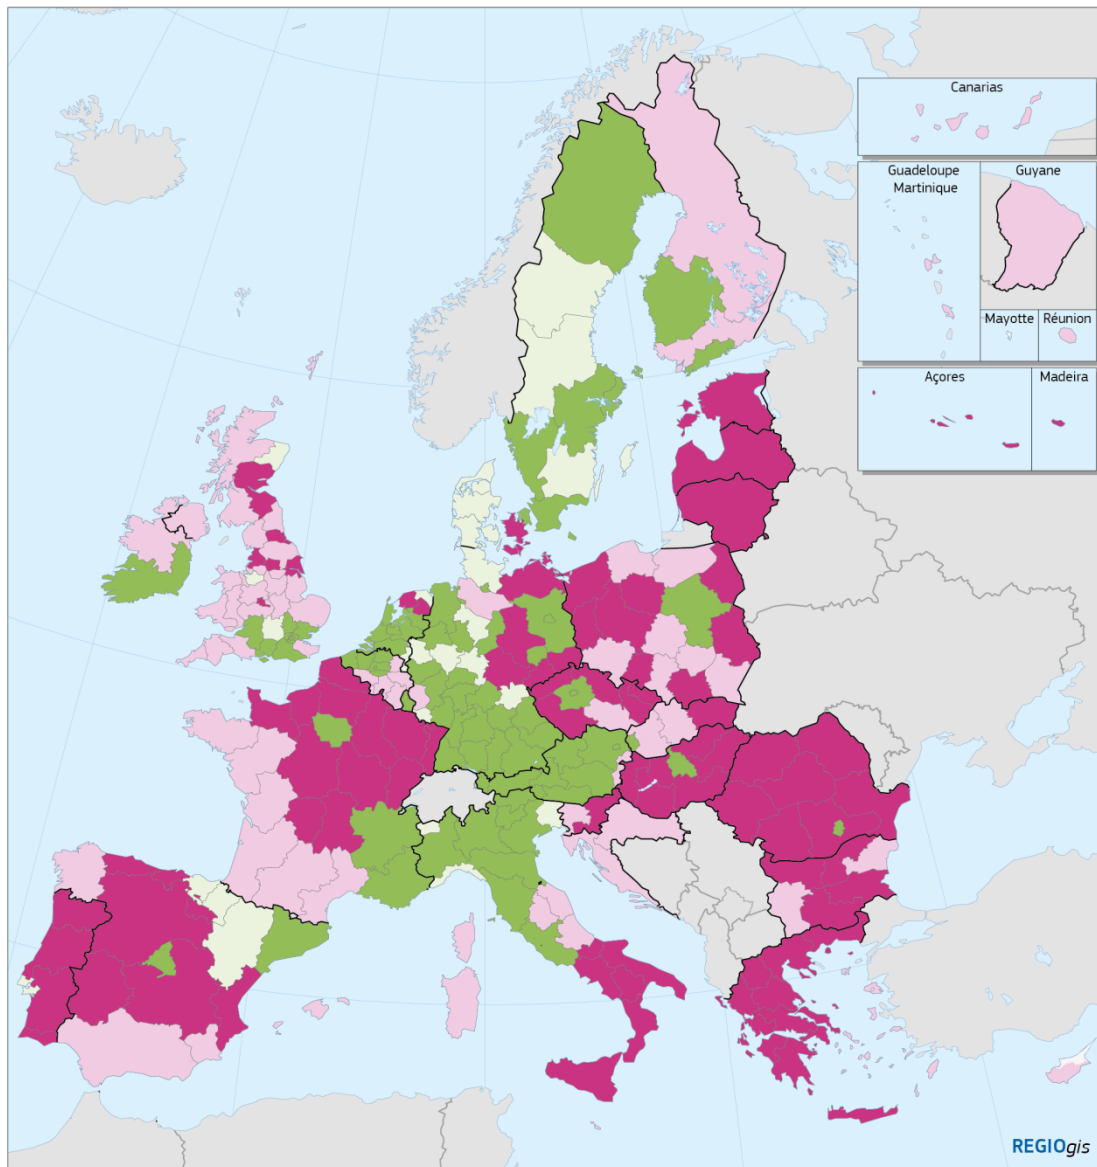 Canarias
Guadeloupe
Martinique
Guyane
Mayotte
Réunion
Açores
Madeira
REGIOgis